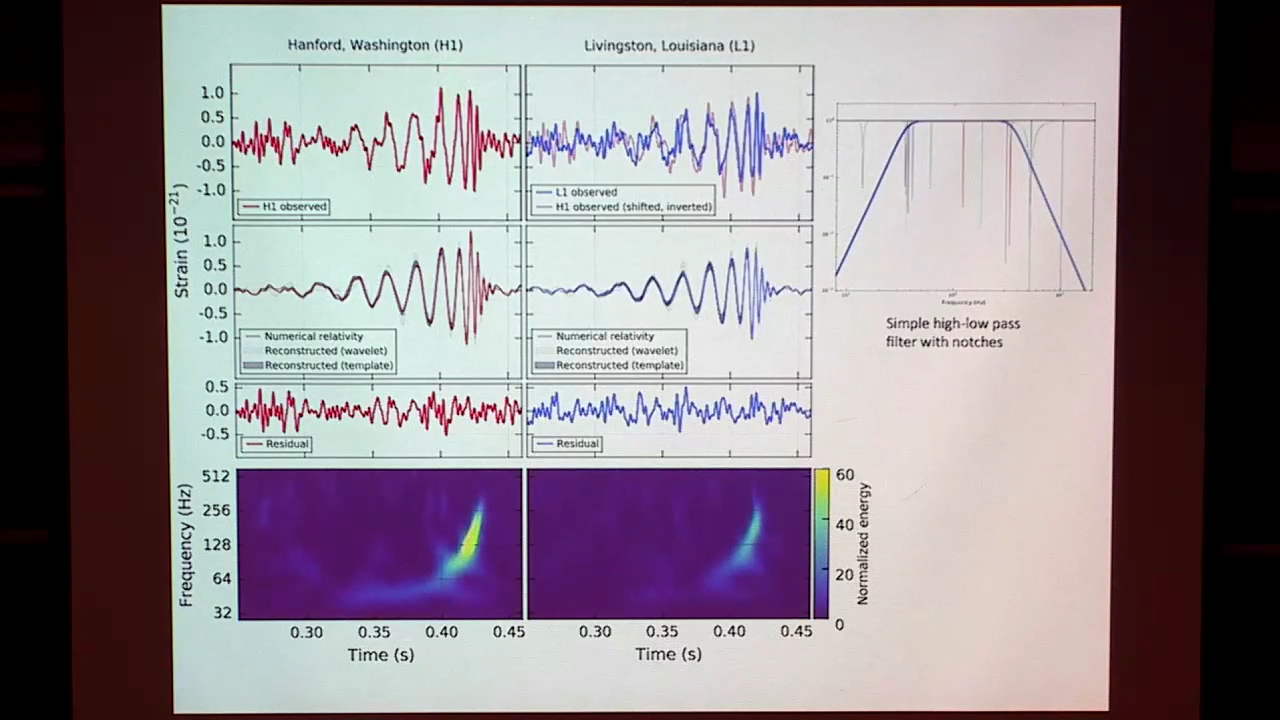 Hanford, Washington (H1)
Livingston, Louisiana (L1)
Strain (10⁻²¹)
1.0
0.5
0.0
-0.5
-1.0
H1 observed
L1 observed
H1 observed (shifted, inverted)
1.0
0.5
0.0
-0.5
-1.0
Numerical relativity
Reconstructed (wavelet)
Reconstructed (template)
Numerical relativity
Reconstructed (wavelet)
Reconstructed (template)
0.5
0.0
-0.5
Residual
Residual
Frequency (Hz)
512
256
128
64
32
0.30 0.35 0.40 0.45
Time (s)
0.30 0.35 0.40 0.45
Time (s)
60
40
20
0
Normalized energy
Frequency (Hz)
Simple high-low pass
filter with notches